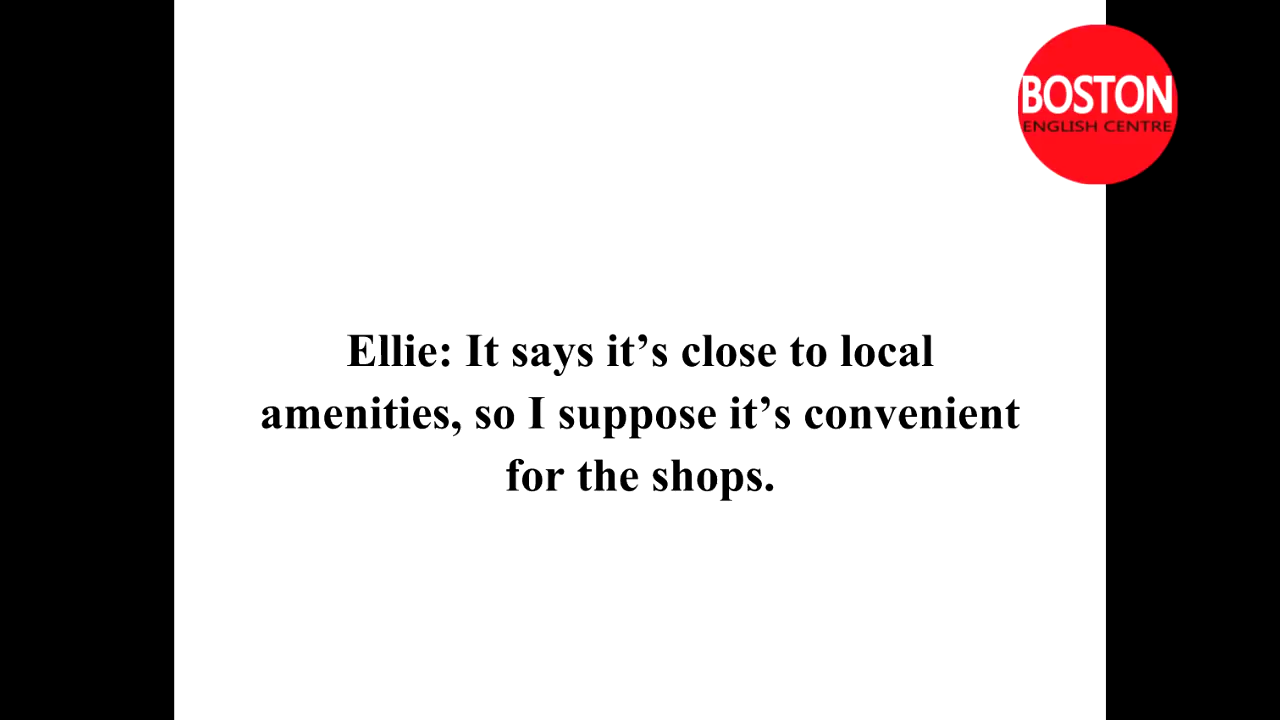 BOSTON
ENGLISH CENTRE
Ellie: It says it’s close to local
amenities, so I suppose it’s convenient
for the shops.